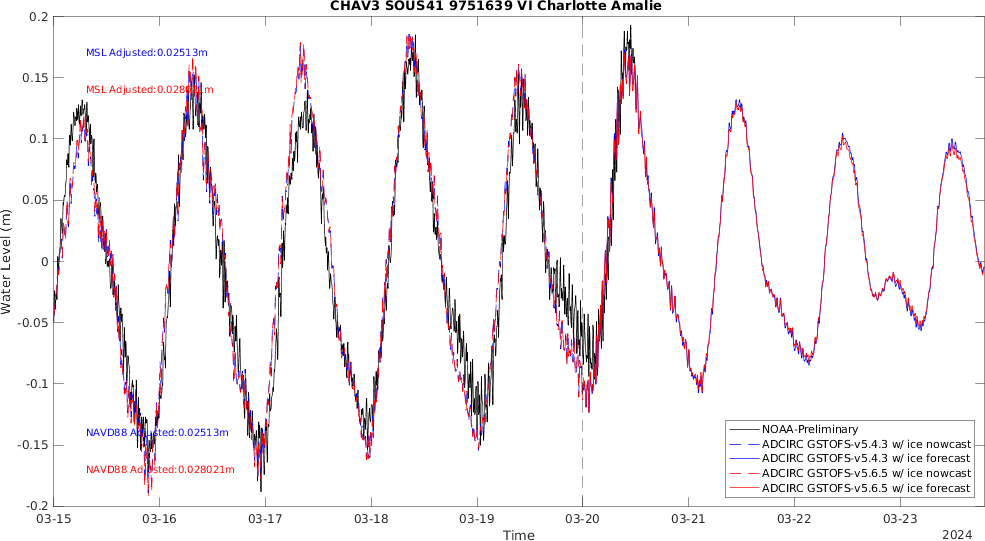 CHAV3 SOUS41 9751639 VI Charlotte Amalie
0.2
0.15
0.1
0.05
0
-0.05
-0.1
-0.15
-0.2
Water Level (m)
MSL Adjusted:0.02513m
MSL Adjusted:0.028021m
NAVD88 Adjusted:0.02513m
NAVD88 Adjusted:0.028021m
NOAA-Preliminary
ADCIRC GSTOFS-v5.4.3 w/ ice nowcast
ADCIRC GSTOFS-v5.4.3 w/ ice forecast
ADCIRC GSTOFS-v5.6.5 w/ ice nowcast
ADCIRC GSTOFS-v5.6.5 w/ ice forecast
03-15 03-16 03-17 03-18 03-19 03-20 03-21 03-22 03-23
Time
2024